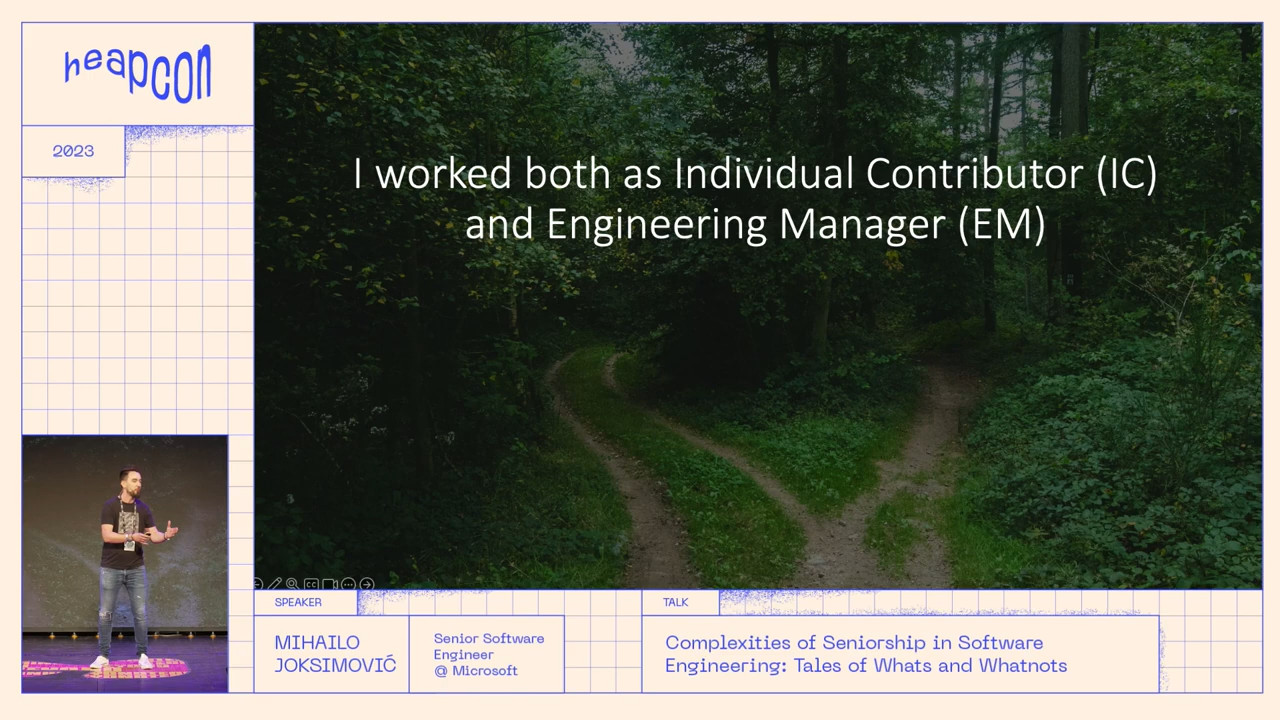 heapcon
2023
I worked both as Individual Contributor (IC)
and Engineering Manager (EM)
SPEAKER
MIHAILO
JOKSIMOVIĆ
Senior Software
Engineer
@ Microsoft
TALK
Complexities of Seniorship in Software
Engineering: Tales of Whats and Whatnots